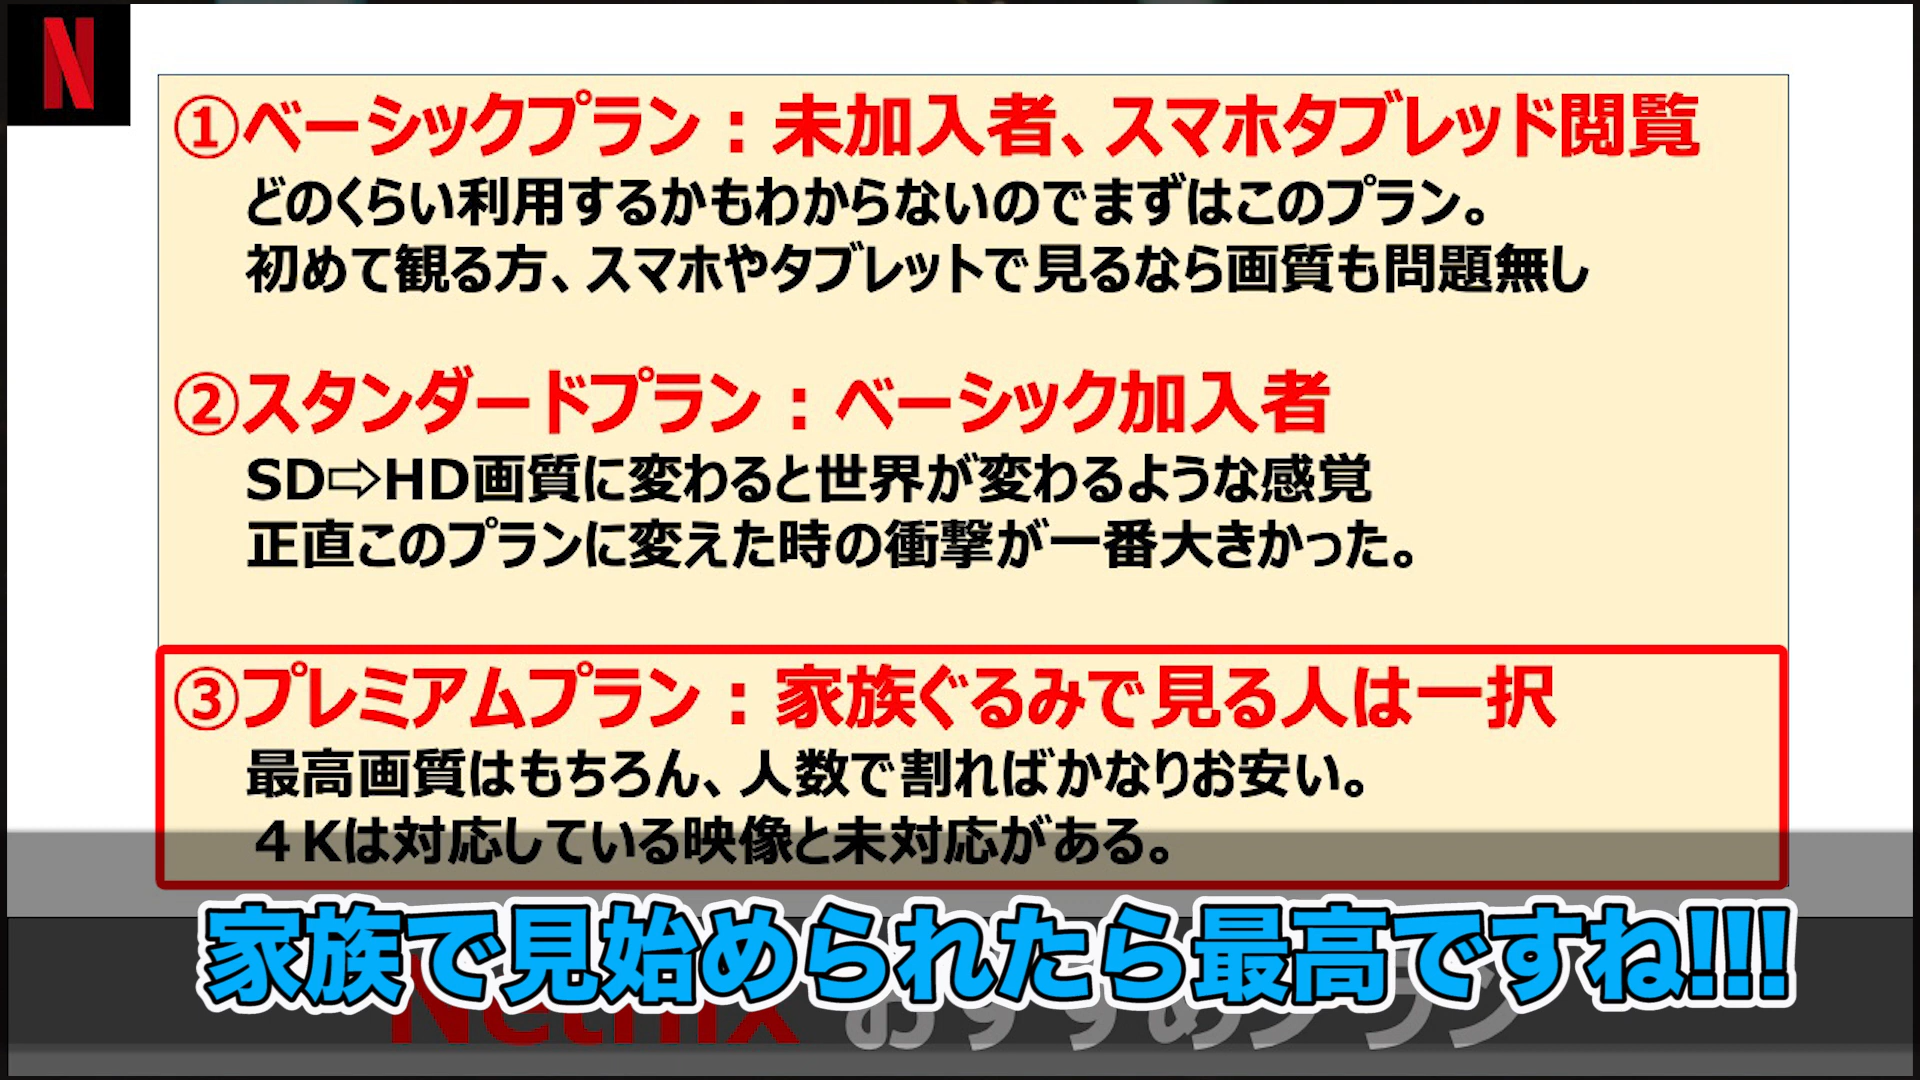 N
①ベーシックプラン：未加入者、スマホタブレッド閲覧
どのくらい利用するかもわからないのでまずはこのプラン。
初めて観る方、スマホやタブレットで見るなら画質も問題無し
②スタンダードプラン：ベーシック加入者
SD⇨HD画質に変わると世界が変わるような感覚
正直このプランに変えた時の衝撃が一番大きかった。
③プレミアムプラン：家族ぐるみで見る人は一択
最高画質はもちろん、人数で割ればかなりお安い。
４Kは対応している映像と未対応がある。
家族で見始められたら最高ですね!!!
Netflix おすすめプラン